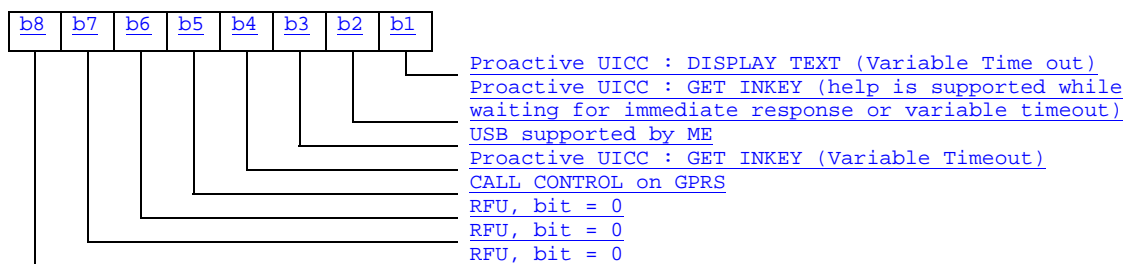 b8 b7 b6 b5 b4 b3 b2 b1
Proactive UICC : DISPLAY TEXT (Variable Time out)
Proactive UICC : GET INKEY (help is supported while
waiting for immediate response or variable timeout)
USB supported by ME
Proactive UICC : GET INKEY (Variable Timeout)
CALL CONTROL on GPRS
RFU, bit = 0
RFU, bit = 0
RFU, bit = 0